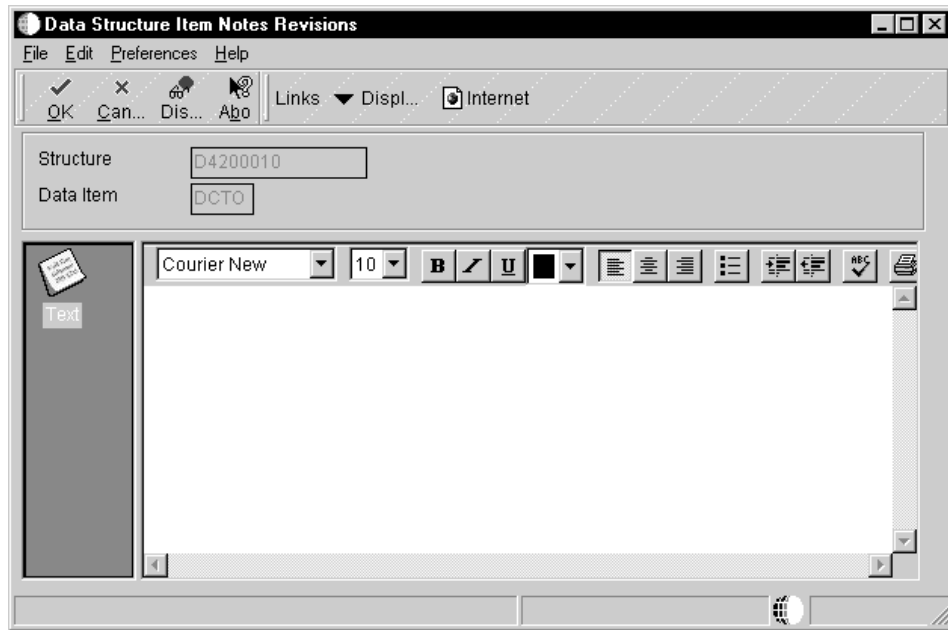 Data Structure Item Notes Revisions
File Edit Preferences Help
OK Can... Dis... Abo Links Displ... Internet
Structure D4200010
Data Item DCTO
Courier New 10 B I U ABC
Text